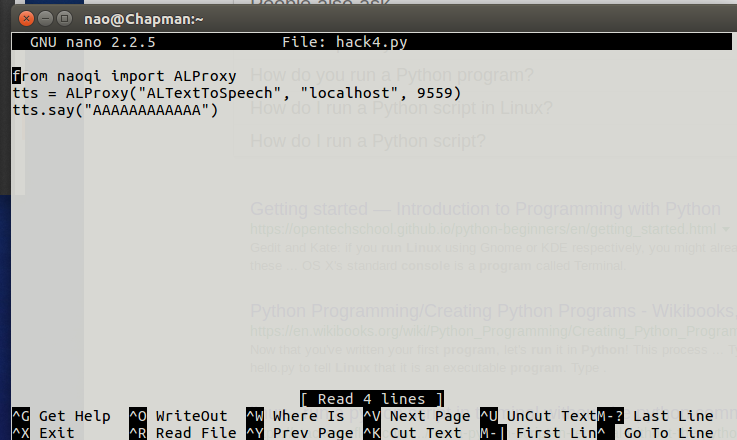 People also ask
nao@Chapman:~
GNU nano 2.2.5 File: hack4.py
from naoqi import ALProxy
tts = ALProxy("ALTextToSpeech", "localhost", 9559)
tts.say("AAAAAAAAAAAA")
How do you run a Python program?
How do I run a Python script in Linux?
How do I run a Python script?
Getting started — Introduction to Programming with Python
https://opentechschool.github.io/python-beginners/en/getting_started.html
Gedit and Kate. If you run Linux using Gnome or KDE respectively, you might already
these ... OS X's standard console is a program called Terminal
Python Programming/Creating Python Programs - Wikibooks,
https://en.wikibooks.org/wiki/Python_Programming/Creating_Python_Program
Now that you've written your first program, let's run it in Python! This process ...
hello.py to tell Linux that it is an executable program. Type
[ Read 4 lines ]
^G Get Help ^O WriteOut ^W Where Is ^V Next Page ^U UnCut Text M-? Last Line
^X Exit ^R Read File ^Y Prev Page ^K Cut Text M-| First Lin ^ Go To Line